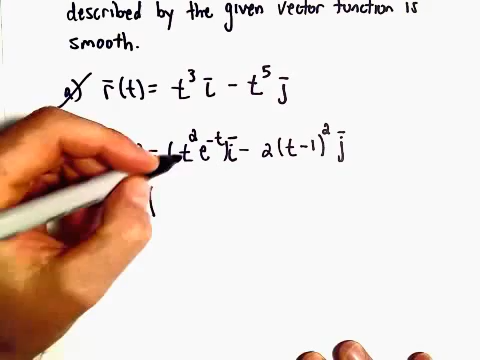 described by the given vector function is
smooth.
a) r̄(t) = t³ ī − t⁵ j̄
= (t² e⁻ᵗ) ī − 2(t−1)² j̄
(